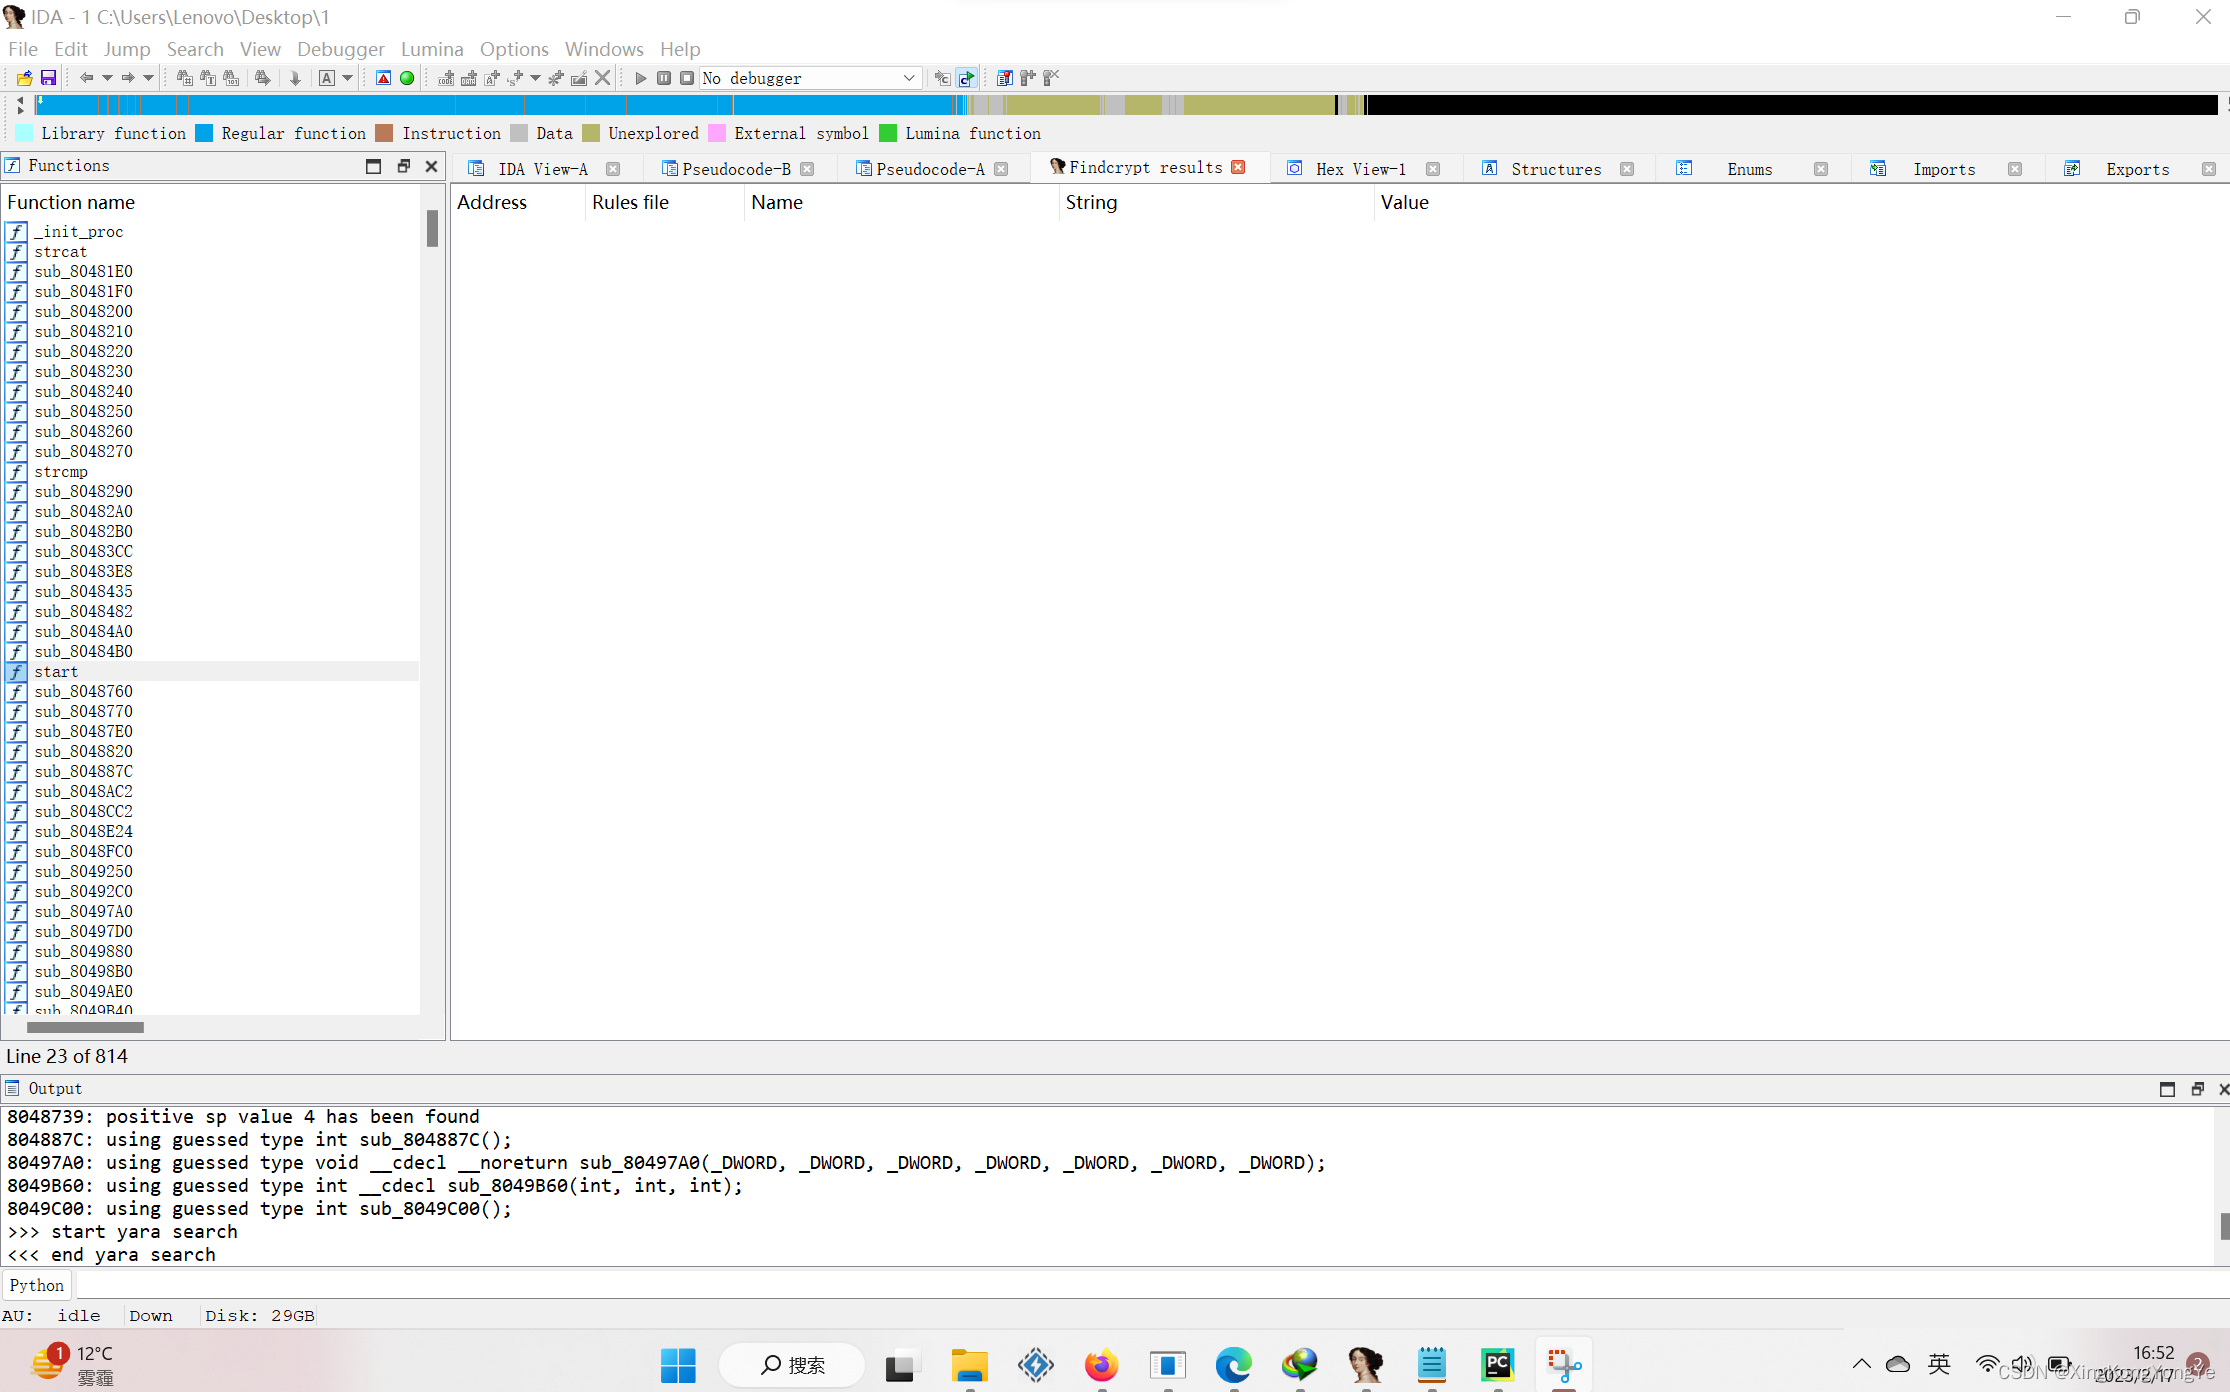 IDA - 1 C:\Users\Lenovo\Desktop\1
File Edit Jump Search View Debugger Lumina Options Windows Help
No debugger
Library function Regular function Instruction Data Unexplored External symbol Lumina function
Functions
IDA View-A Pseudocode-B Pseudocode-A Findcrypt results Hex View-1 Structures Enums Imports Exports
Function name
Address Rules file Name String Value
_init_proc
strcat
sub_80481E0
sub_80481F0
sub_8048200
sub_8048210
sub_8048220
sub_8048230
sub_8048240
sub_8048250
sub_8048260
sub_8048270
strcmp
sub_8048290
sub_80482A0
sub_80482B0
sub_80483CC
sub_80483E8
sub_8048435
sub_8048482
sub_80484A0
sub_80484B0
start
sub_8048760
sub_8048770
sub_80487E0
sub_8048820
sub_804887C
sub_8048AC2
sub_8048CC2
sub_8048E24
sub_8048FC0
sub_8049250
sub_80492C0
sub_80497A0
sub_80497D0
sub_8049880
sub_80498B0
sub_8049AE0
sub_8049B40
Line 23 of 814
Output
8048739: positive sp value 4 has been found
804887C: using guessed type int sub_804887C();
80497A0: using guessed type void __cdecl __noreturn sub_80497A0(_DWORD, _DWORD, _DWORD, _DWORD, _DWORD, _DWORD, _DWORD);
8049B60: using guessed type int __cdecl sub_8049B60(int, int, int);
8049C00: using guessed type int sub_8049C00();
>>> start yara search
<<< end yara search
Python
AU: idle Down Disk: 29GB
1 12°C
雾霾
搜索
PC
英
16:52
2023/2/17
2
CSDN @XingKongYongYe